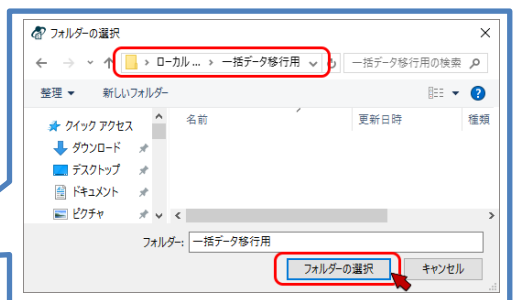 フォルダーの選択
ローカル ... › 一括データ移行用 一括データ移行用の検索
整理 新しいフォルダー
名前 更新日時 種類
クイック アクセス
ダウンロード
デスクトップ
ドキュメント
ピクチャ
フォルダー: 一括データ移行用
フォルダーの選択 キャンセル